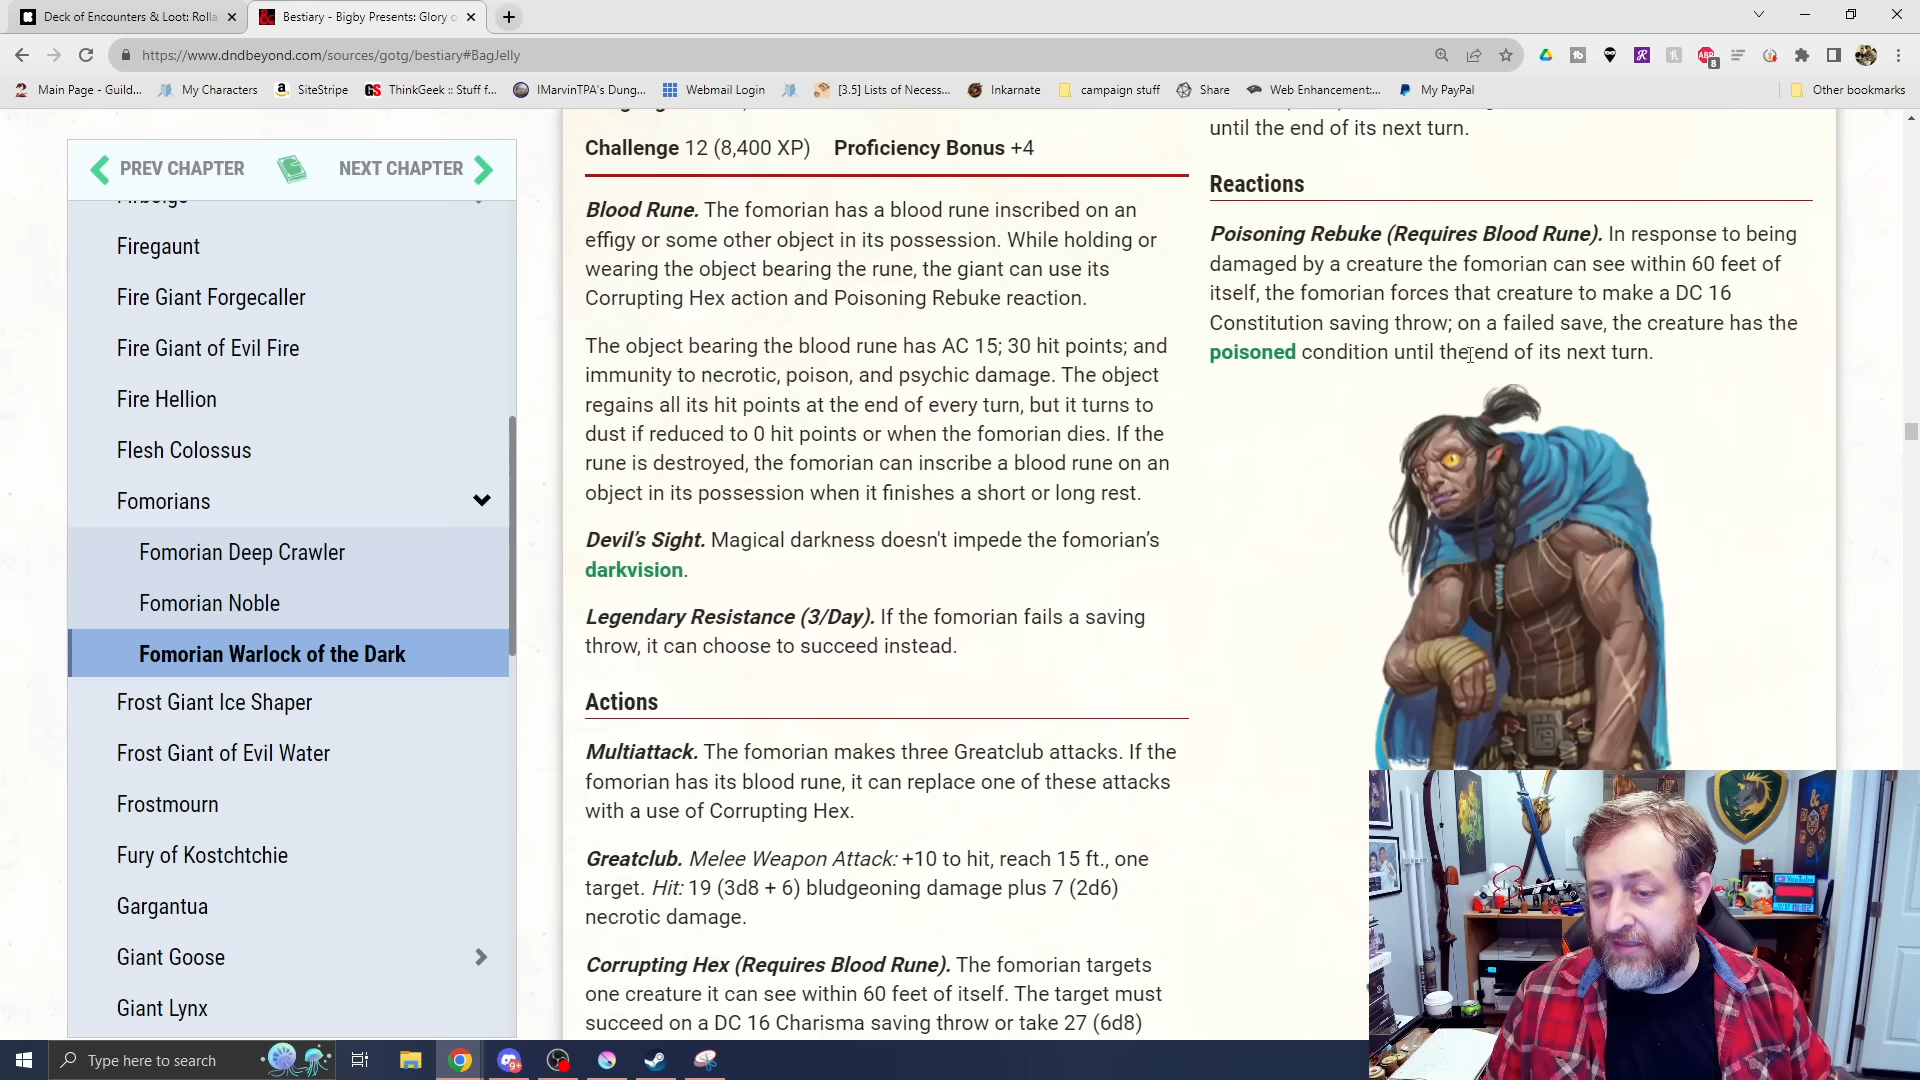 Deck of Encounters & Loot: Rolla
Bestiary - Bigby Presents: Glory o
https://www.dndbeyond.com/sources/gotg/bestiary#BagJelly
Main Page - Guild...
My Characters
SiteStripe
ThinkGeek :: Stuff f...
IMarvinTPA's Dung...
Webmail Login
[3.5] Lists of Necess...
Inkarnate
campaign stuff
Share
Web Enhancement:...
My PayPal
Other bookmarks
PREV CHAPTER
NEXT CHAPTER
Firegaunt
Fire Giant Forgecaller
Fire Giant of Evil Fire
Fire Hellion
Flesh Colossus
Fomorians
Fomorian Deep Crawler
Fomorian Noble
Fomorian Warlock of the Dark
Frost Giant Ice Shaper
Frost Giant of Evil Water
Frostmourn
Fury of Kostchtchie
Gargantua
Giant Goose
Giant Lynx
Challenge 12 (8,400 XP) Proficiency Bonus +4
Blood Rune. The fomorian has a blood rune inscribed on an
effigy or some other object in its possession. While holding or
wearing the object bearing the rune, the giant can use its
Corrupting Hex action and Poisoning Rebuke reaction.
The object bearing the blood rune has AC 15; 30 hit points; and
immunity to necrotic, poison, and psychic damage. The object
regains all its hit points at the end of every turn, but it turns to
dust if reduced to 0 hit points or when the fomorian dies. If the
rune is destroyed, the fomorian can inscribe a blood rune on an
object in its possession when it finishes a short or long rest.
Devil’s Sight. Magical darkness doesn't impede the fomorian’s
darkvision.
Legendary Resistance (3/Day). If the fomorian fails a saving
throw, it can choose to succeed instead.
Actions
Multiattack. The fomorian makes three Greatclub attacks. If the
fomorian has its blood rune, it can replace one of these attacks
with a use of Corrupting Hex.
Greatclub. Melee Weapon Attack: +10 to hit, reach 15 ft., one
target. Hit: 19 (3d8 + 6) bludgeoning damage plus 7 (2d6)
necrotic damage.
Corrupting Hex (Requires Blood Rune). The fomorian targets
one creature it can see within 60 feet of itself. The target must
succeed on a DC 16 Charisma saving throw or take 27 (6d8)
until the end of its next turn.
Reactions
Poisoning Rebuke (Requires Blood Rune). In response to being
damaged by a creature the fomorian can see within 60 feet of
itself, the fomorian forces that creature to make a DC 16
Constitution saving throw; on a failed save, the creature has the
poisoned condition until the end of its next turn.
Type here to search